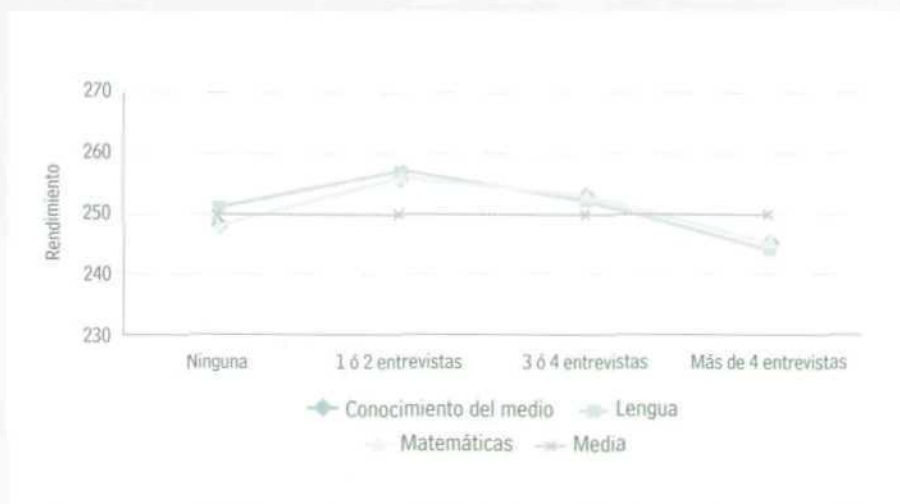 270
260
Rendimiento
250
240
230
Ninguna 1 ó 2 entrevistas 3 ó 4 entrevistas Más de 4 entrevistas
Conocimiento del medio Lengua
Matemáticas Media